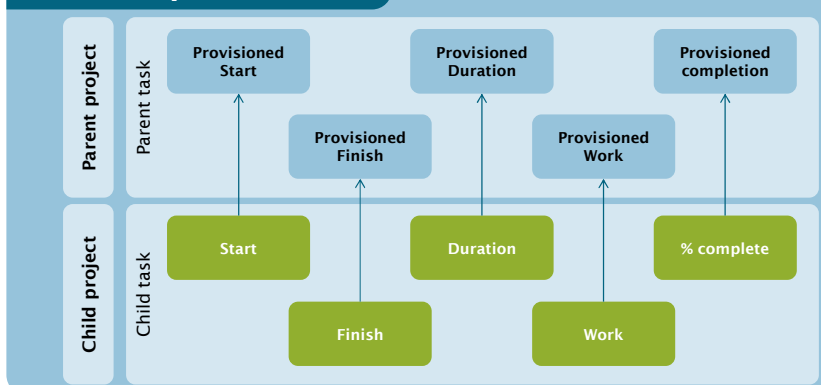 Parent project
Parent task
Provisioned
Start
Provisioned
Duration
Provisioned
completion
Provisioned
Finish
Provisioned
Work
Child project
Child task
Start
Duration
% complete
Finish
Work